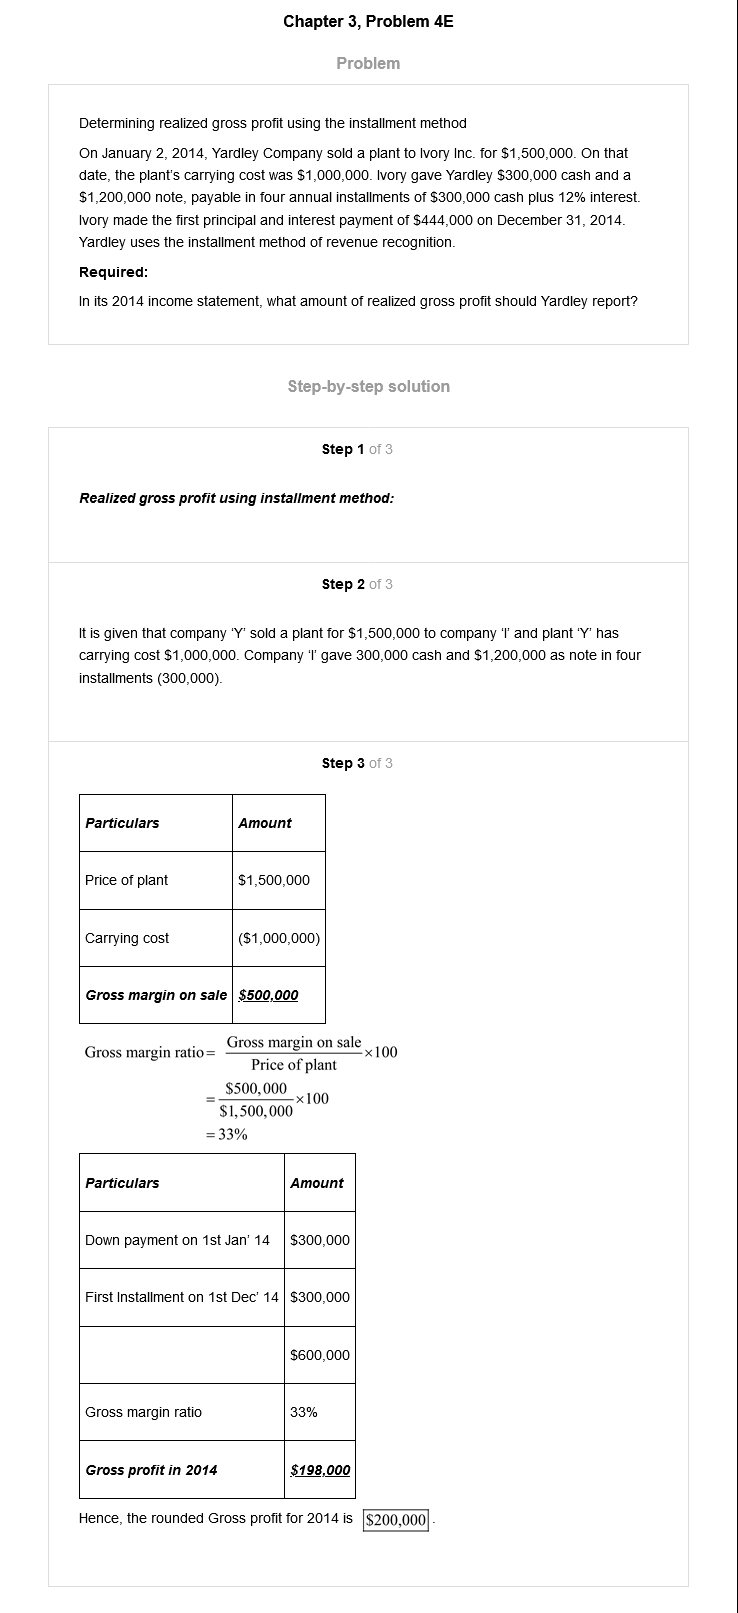 Chapter 3, Problem 4E
Problem
Determining realized gross profit using the installment method
On January 2, 2014, Yardley Company sold a plant to Ivory Inc. for $1,500,000. On that
date, the plant's carrying cost was $1,000,000. Ivory gave Yardley $300,000 cash and a
$1,200,000 note, payable in four annual installments of $300,000 cash plus 12% interest.
Ivory made the first principal and interest payment of $444,000 on December 31, 2014.
Yardley uses the installment method of revenue recognition.
Required:
In its 2014 income statement, what amount of realized gross profit should Yardley report?
Step-by-step solution
Step 1 of 3
Realized gross profit using installment method:
Step 2 of 3
It is given that company ‘Y’ sold a plant for $1,500,000 to company ‘I’ and plant ‘Y’ has
carrying cost $1,000,000. Company ‘I’ gave 300,000 cash and $1,200,000 as note in four
installments (300,000).
Step 3 of 3
Particulars Amount
Price of plant $1,500,000
Carrying cost ($1,000,000)
Gross margin on sale $500,000
Gross margin ratio = Gross margin on sale / Price of plant ×100
= $500,000 / $1,500,000 ×100
= 33%
Particulars Amount
Down payment on 1st Jan’ 14 $300,000
First Installment on 1st Dec’ 14 $300,000
$600,000
Gross margin ratio 33%
Gross profit in 2014 $198,000
Hence, the rounded Gross profit for 2014 is $200,000.